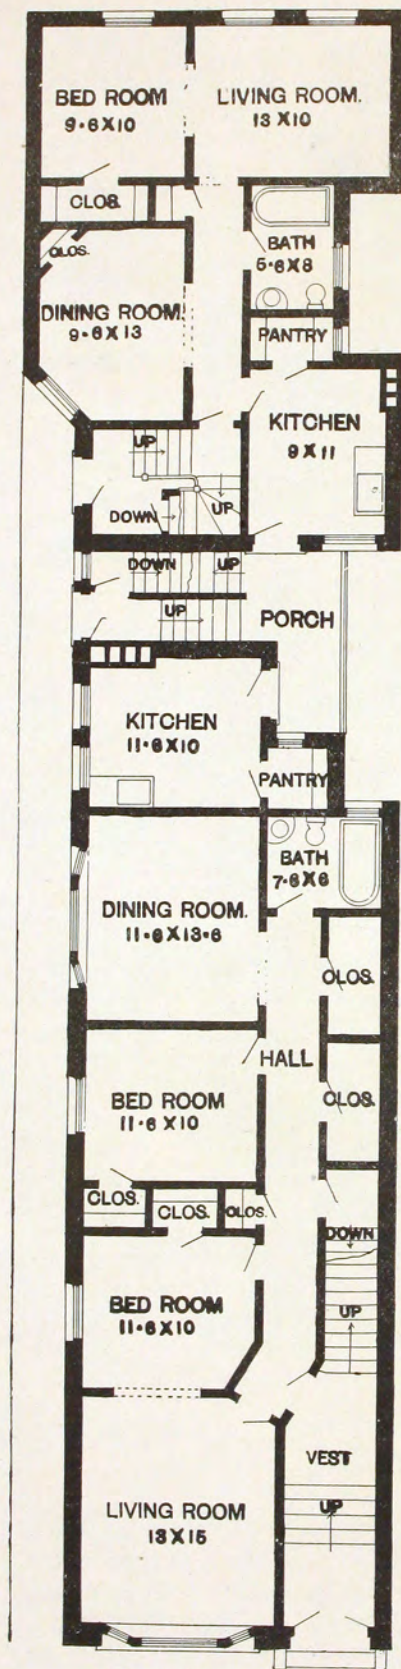 BED ROOM
9-6X10
LIVING ROOM.
13X10
CLOS.
CLOS.
BATH
5-6X8
DINING ROOM.
9-6X13
PANTRY
KITCHEN
9X11
UP
DOWN
UP
DOWN
UP
UP
PORCH
KITCHEN
11-6X10
PANTRY
BATH
7-6X6
DINING ROOM.
11-6X13-6
CLOS.
HALL
BED ROOM
11-6X10
CLOS.
CLOS.
CLOS.
CLOS.
DOWN
BED ROOM
11-6X10
UP
VEST
LIVING ROOM
13X15
UP